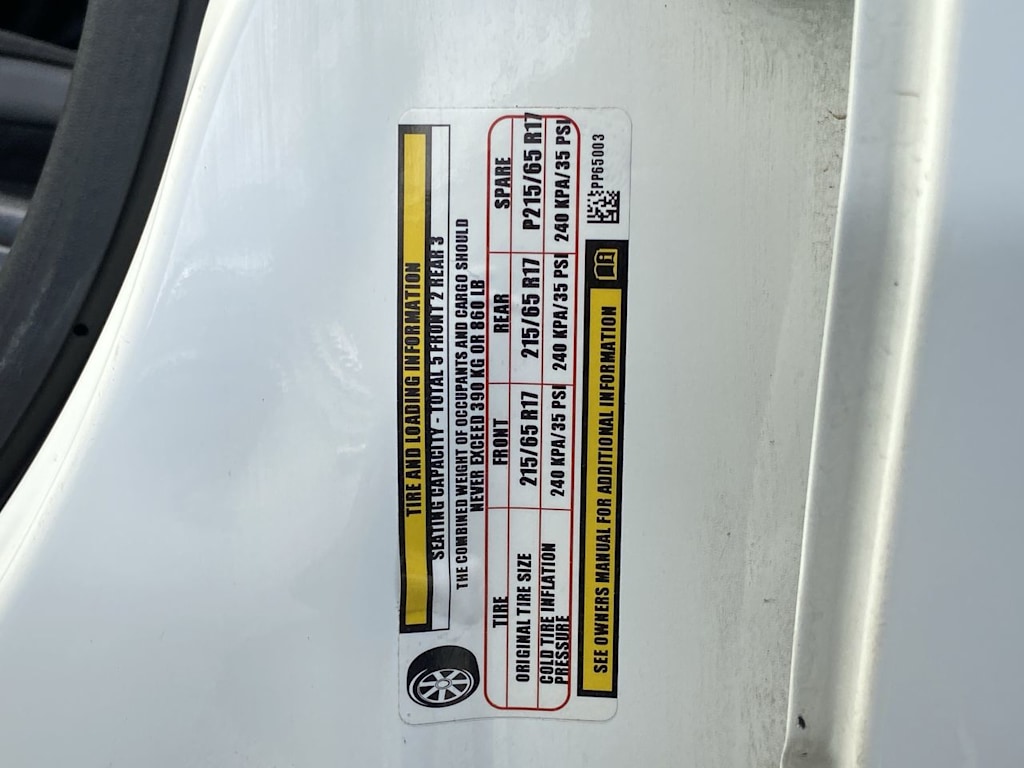 TIRE AND LOADING INFORMATION
SEATING CAPACITY - TOTAL 5 FRONT 2 REAR 3
THE COMBINED WEIGHT OF OCCUPANTS AND CARGO SHOULD
NEVER EXCEED 390 KG OR 860 LB
TIRE FRONT REAR SPARE
ORIGINAL TIRE SIZE 215/65 R17 215/65 R17 P215/65 R17
COLD TIRE INFLATION
PRESSURE 240 KPA/35 PSI 240 KPA/35 PSI 240 KPA/35 PSI
SEE OWNERS MANUAL FOR ADDITIONAL INFORMATION
PP65003